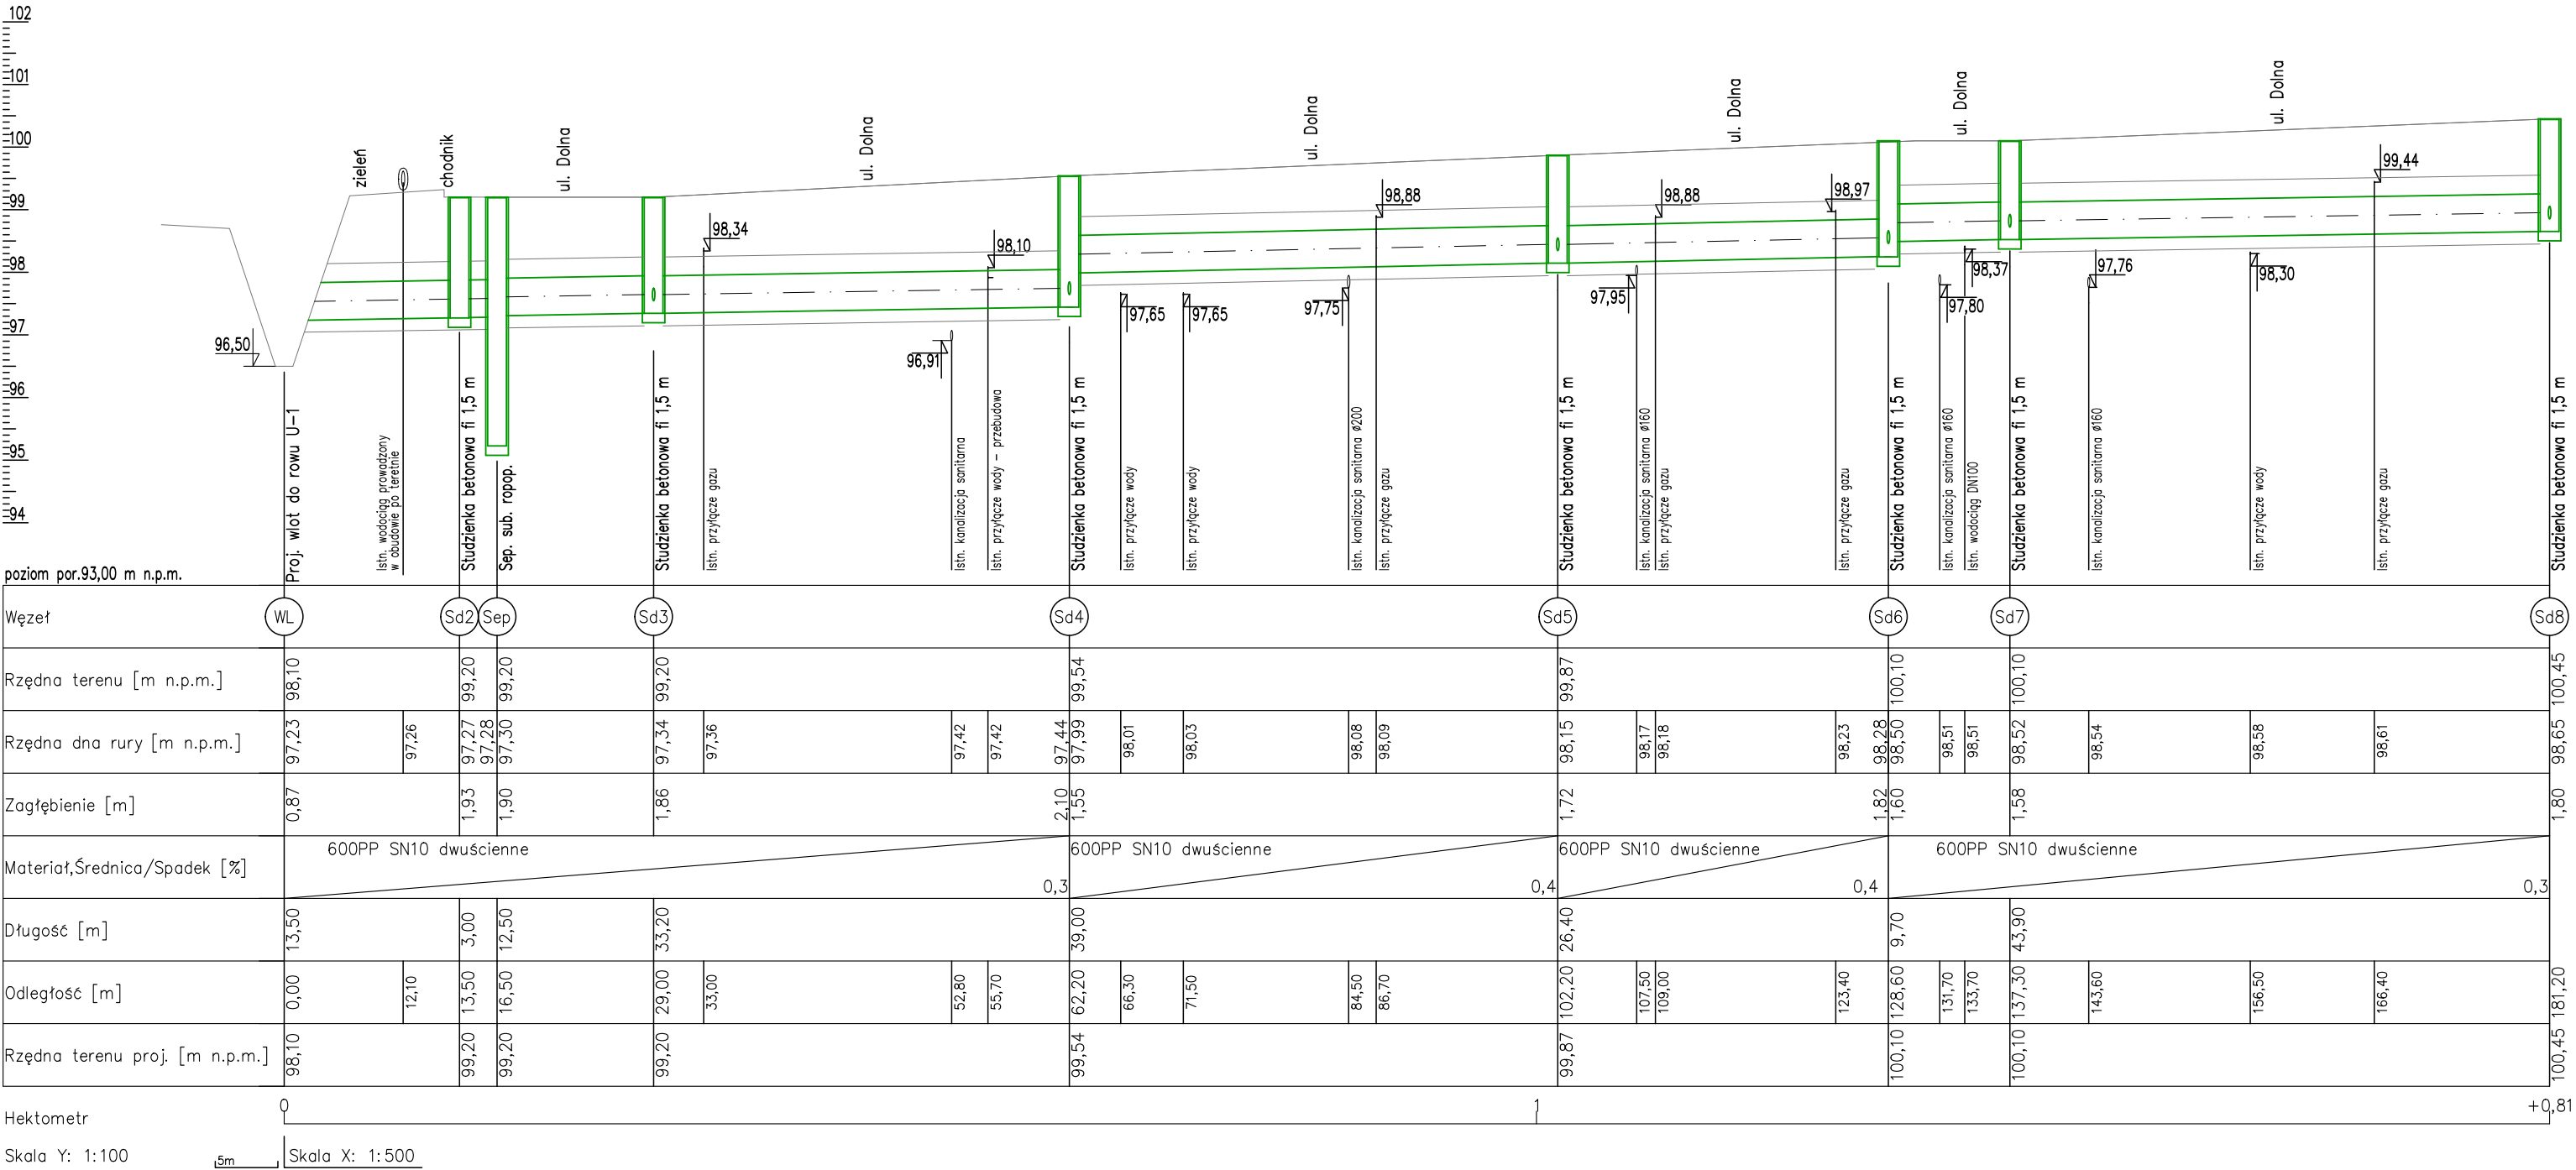 102
101
100
99
98
97
96
95
94
zieleń
chodnik
ul. Dolna
ul. Dolna
ul. Dolna
ul. Dolna
ul. Dolna
ul. Dolna
96,50
98,34
96,91
98,10
97,65
97,65
97,75
98,88
97,95
98,88
98,97
97,80
98,37
97,76
98,30
99,44
Proj. wlot do rowu U-1
Istn. wodociąg prowadzony
w obudowie po teretnie
Studzienka betonowa fi 1,5 m
Sep. sub. ropop.
Studzienka betonowa fi 1,5 m
Istn. przyłącze gazu
Istn. kanalizacja sanitarna
Istn. przyłącze wody - przebudowa
Studzienka betonowa fi 1,5 m
Istn. przyłącze wody
Istn. przyłącze wody
Istn. kanalizacja sanitarna ø200
Istn. przyłącze gazu
Studzienka betonowa fi 1,5 m
Istn. kanalizacja sanitarna ø160
Istn. przyłącze gazu
Istn. przyłącze gazu
Studzienka betonowa fi 1,5 m
Istn. kanalizacja sanitarna ø160
Istn. wodociąg DN100
Studzienka betonowa fi 1,5 m
Istn. kanalizacja sanitarna ø160
Istn. przyłącze wody
Istn. przyłącze gazu
Studzienka betonowa fi 1,5 m
poziom por.93,00 m n.p.m.
Węzeł WL Sd2 Sep Sd3 Sd4 Sd5 Sd6 Sd7 Sd8
Rzędna terenu [m n.p.m.] 98,10 99,20 99,20 99,20 99,54 99,87 100,10 100,10 100,45
Rzędna dna rury [m n.p.m.] 97,23 97,26 97,27 97,28 97,30 97,34 97,36 97,42 97,42 97,44 97,99 98,01 98,03 98,08 98,09 98,15 98,17 98,18 98,23 98,28 98,50 98,51 98,51 98,52 98,54 98,58 98,61 98,65
Zagłębienie [m] 0,87 1,93 1,90 1,86 2,10 1,55 1,72 1,82 1,60 1,58 1,80
Materiał,Średnica/Spadek [%] 600PP SN10 dwuścienne 0,3 600PP SN10 dwuścienne 0,4 600PP SN10 dwuścienne 0,4 600PP SN10 dwuścienne 0,3
Długość [m] 13,50 3,00 12,50 33,20 39,00 26,40 9,70 43,90
Odległość [m] 0,00 12,10 13,50 16,50 29,00 33,00 52,80 55,70 62,20 66,30 71,50 84,50 86,70 102,20 107,50 109,00 123,40 128,60 131,70 133,70 137,30 143,60 156,50 166,40 181,20
Rzędna terenu proj. [m n.p.m.] 98,10 99,20 99,20 99,20 99,54 99,87 100,10 100,10 100,45
Hektometr 0 1 +0,81
Skala Y: 1:100 5m Skala X: 1:500